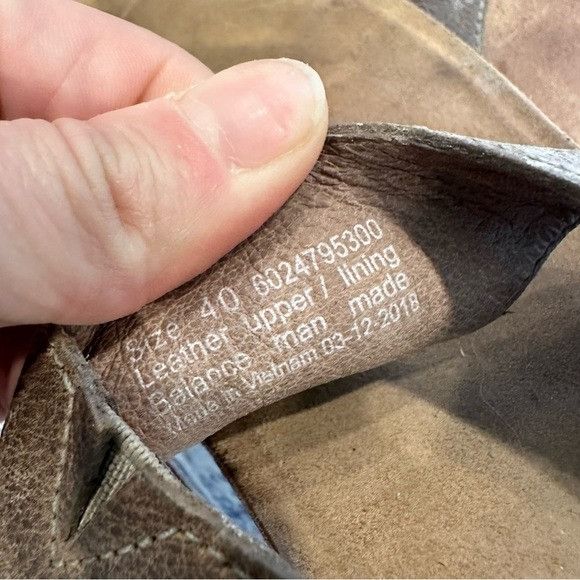 Size 40 6024795300
Leather upper/ lining
Balance man made
Made in Vietnam 03-12-2018